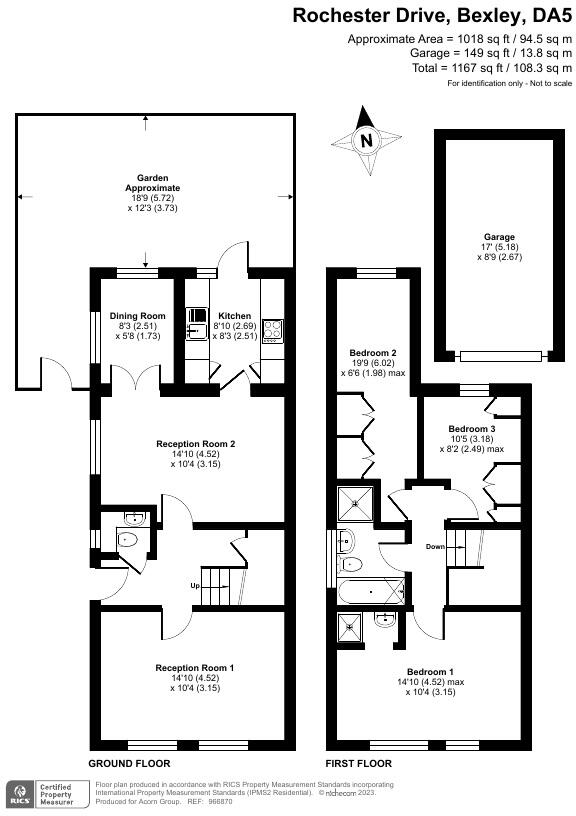 Rochester Drive, Bexley, DA5
Approximate Area = 1018 sq ft / 94.5 sq m
Garage = 149 sq ft / 13.8 sq m
Total = 1167 sq ft / 108.3 sq m
For identification only - Not to scale
N
Garden
Approximate
18'9 (5.72)
x 12'3 (3.73)
Garage
17' (5.18)
x 8'9 (2.67)
Dining Room
8'3 (2.51)
x 5'8 (1.73)
Kitchen
8'10 (2.69)
x 8'3 (2.51)
Bedroom 2
19'9 (6.02)
x 6'6 (1.98) max
Reception Room 2
14'10 (4.52)
x 10'4 (3.15)
Bedroom 3
10'5 (3.18)
x 8'2 (2.49) max
Up
Down
Reception Room 1
14'10 (4.52)
x 10'4 (3.15)
Bedroom 1
14'10 (4.52) max
x 10'4 (3.15)
GROUND FLOOR
FIRST FLOOR
RICS
Certified
Property
Measurer
Floor plan produced in accordance with RICS Property Measurement Standards incorporating
International Property Measurement Standards (IPMS2 Residential). © nichecom 2023.
Produced for Acorn Group. REF: 966870